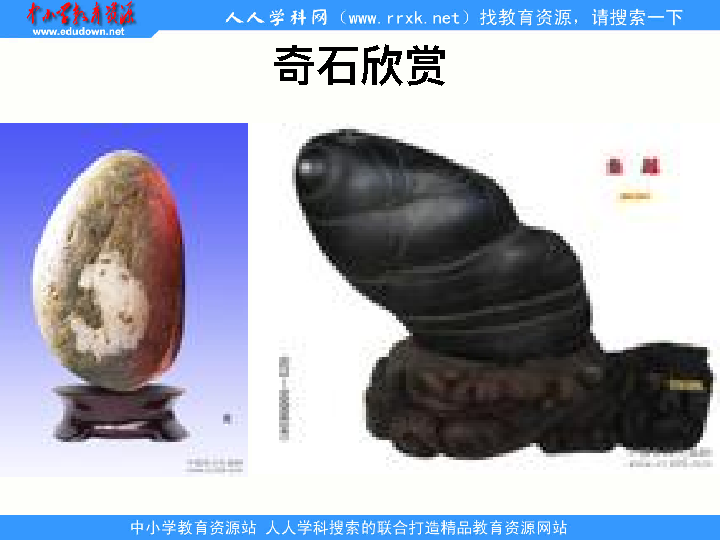 中小学教育资源
www.edudown.net
人人学科网（www.rrxk.net）找教育资源，请搜索一下
奇石欣赏
中小学教育资源站 人人学科搜索的联合打造精品教育资源网站